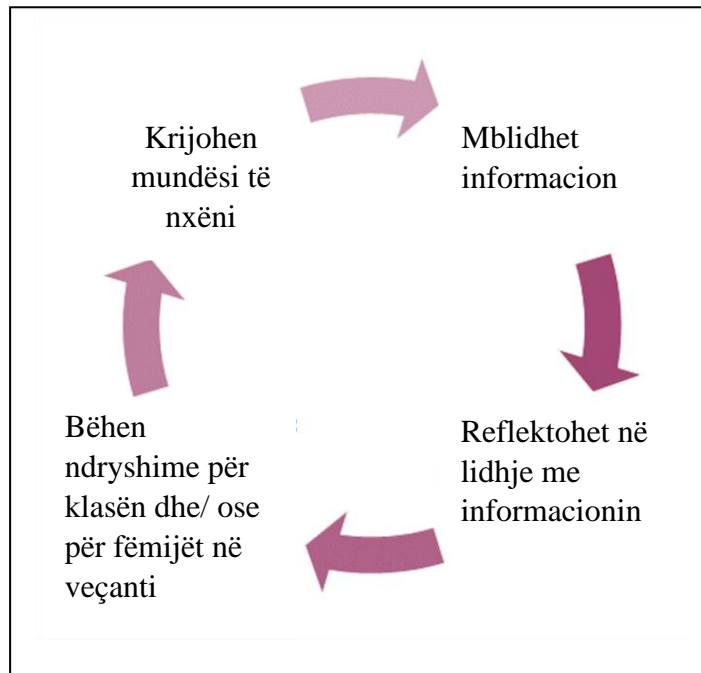 Krijohen
mundësi të
nxëni
Mblidhet
informacion
Reflektohet në
lidhje me
informacionin
Bëhen
ndryshime për
klasën dhe/ ose
për fëmijët në
veçanti